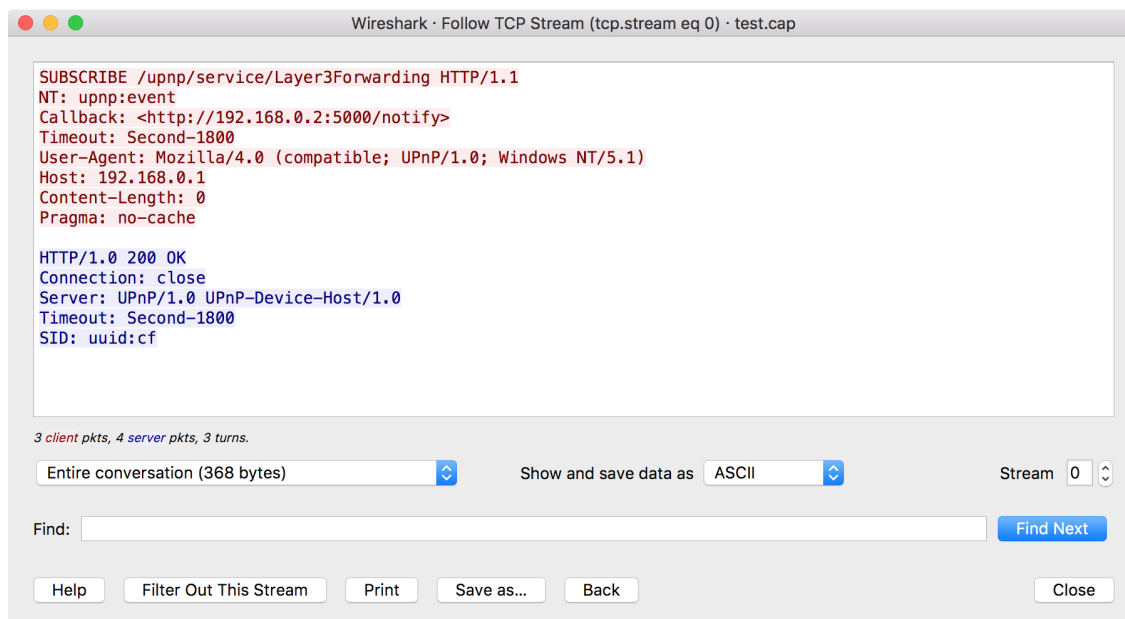 Wireshark · Follow TCP Stream (tcp.stream eq 0) · test.cap
SUBSCRIBE /upnp/service/Layer3Forwarding HTTP/1.1
NT: upnp:event
Callback: <http://192.168.0.2:5000/notify>
Timeout: Second-1800
User-Agent: Mozilla/4.0 (compatible; UPnP/1.0; Windows NT/5.1)
Host: 192.168.0.1
Content-Length: 0
Pragma: no-cache
HTTP/1.0 200 OK
Connection: close
Server: UPnP/1.0 UPnP-Device-Host/1.0
Timeout: Second-1800
SID: uuid:cf
3 client pkts, 4 server pkts, 3 turns.
Entire conversation (368 bytes) Show and save data as ASCII Stream 0
Find: Find Next
Help Filter Out This Stream Print Save as... Back Close